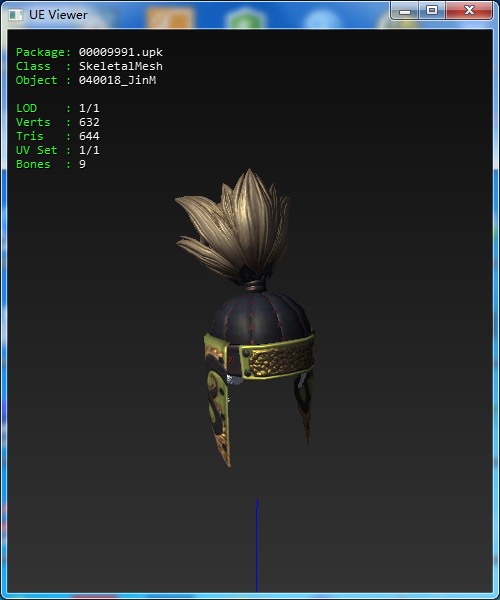 UE Viewer
Package: 00009991.upk
Class : SkeletalMesh
Object : 040018_JinM
LOD : 1/1
Verts : 632
Tris : 644
UV Set : 1/1
Bones : 9